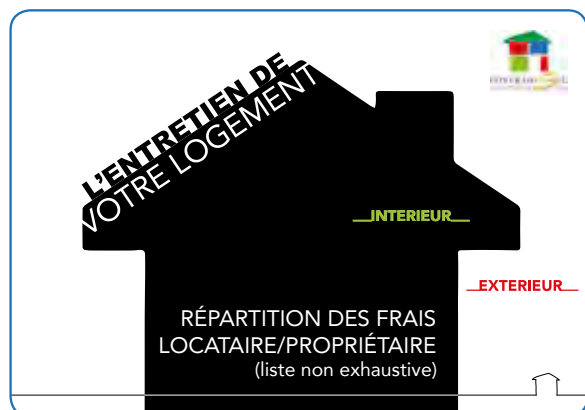 L'ENTRETIEN DE
VOTRE LOGEMENT
INTERIEUR
EXTERIEUR
RÉPARTITION DES FRAIS
LOCATAIRE/PROPRIÉTAIRE
(liste non exhaustive)